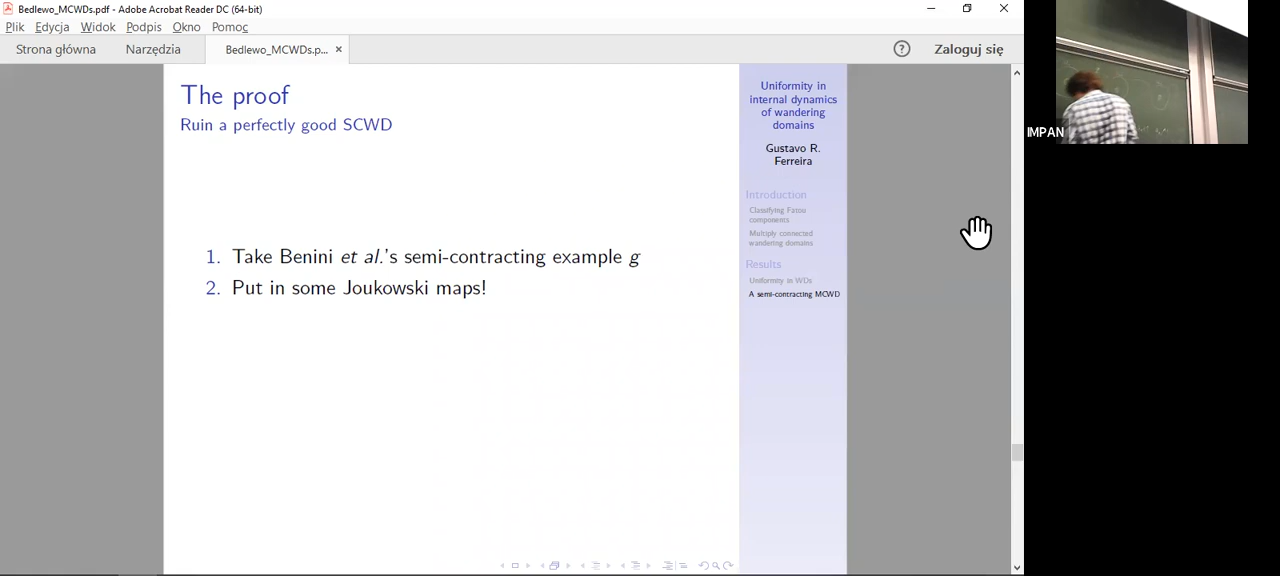 Bedlewo_MCWDs.pdf - Adobe Acrobat Reader DC (64-bit)
Plik Edycja Widok Podpis Okno Pomoc
Strona główna Narzędzia Bedlewo_MCWDs.p... × ? Zaloguj się
The proof
Ruin a perfectly good SCWD
1. Take Benini et al.'s semi-contracting example g
2. Put in some Joukowski maps!
Uniformity in
internal dynamics
of wandering
domains
Gustavo R.
Ferreira
Introduction
Classifying Fatou
components
Multiply connected
wandering domains
Results
Uniformity in WDs
A semi-contracting MCWD
IMPAN